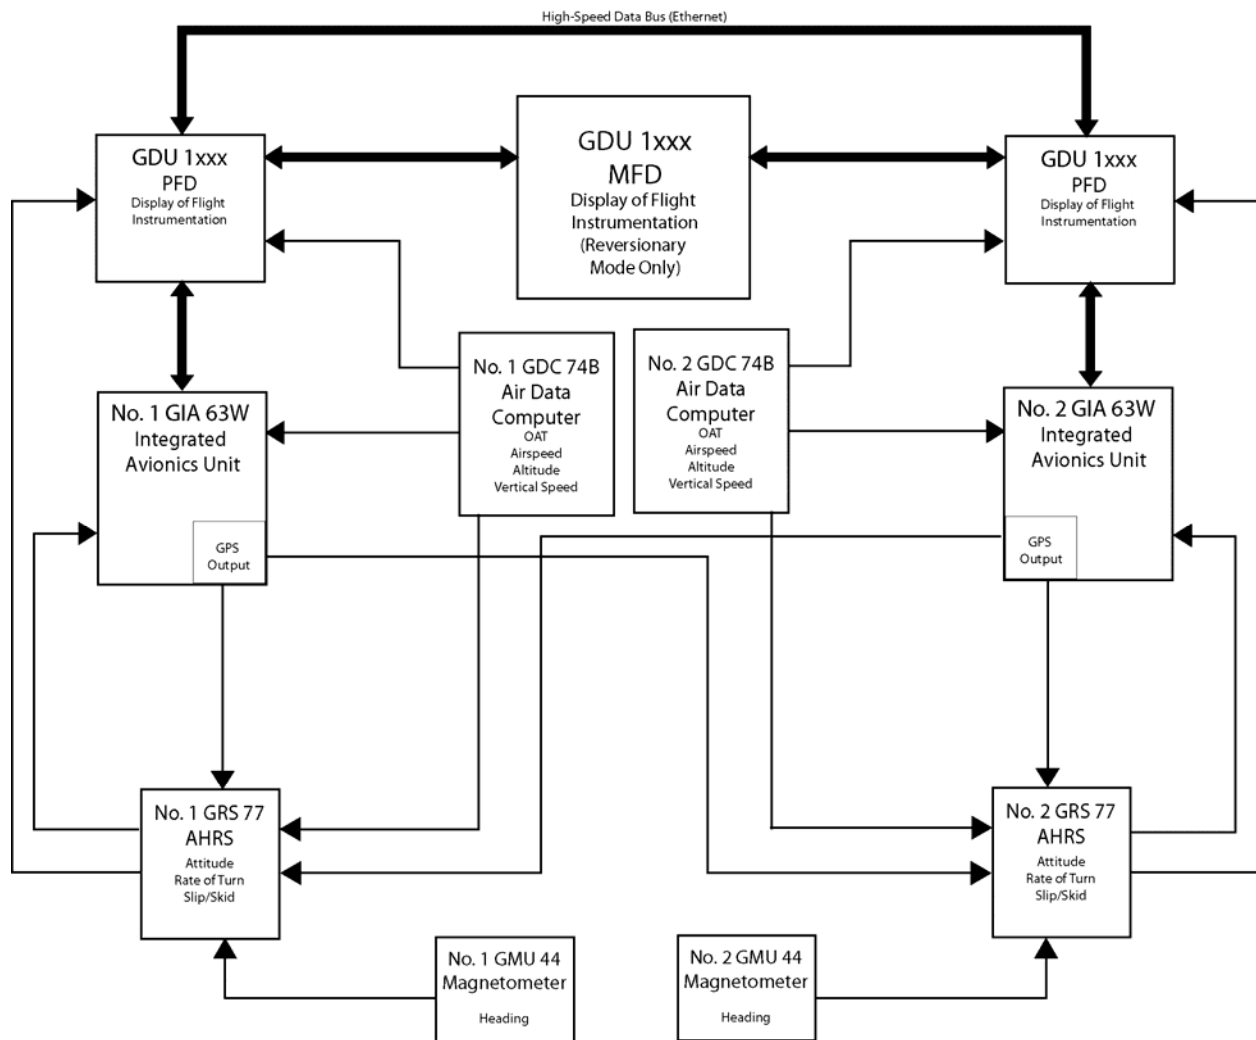 High-Speed Data Bus (Ethernet)
GDU 1xxx
PFD
Display of Flight
Instrumentation
GDU 1xxx
MFD
Display of Flight
Instrumentation
(Reversionary
Mode Only)
GDU 1xxx
PFD
Display of Flight
Instrumentation
No. 1 GIA 63W
Integrated
Avionics Unit
GPS
Output
No. 1 GDC 74B
Air Data
Computer
OAT
Airspeed
Altitude
Vertical Speed
No. 2 GDC 74B
Air Data
Computer
OAT
Airspeed
Altitude
Vertical Speed
No. 2 GIA 63W
Integrated
Avionics Unit
GPS
Output
No. 1 GRS 77
AHRS
Attitude
Rate of Turn
Slip/Skid
No. 2 GRS 77
AHRS
Attitude
Rate of Turn
Slip/Skid
No. 1 GMU 44
Magnetometer
Heading
No. 2 GMU 44
Magnetometer
Heading